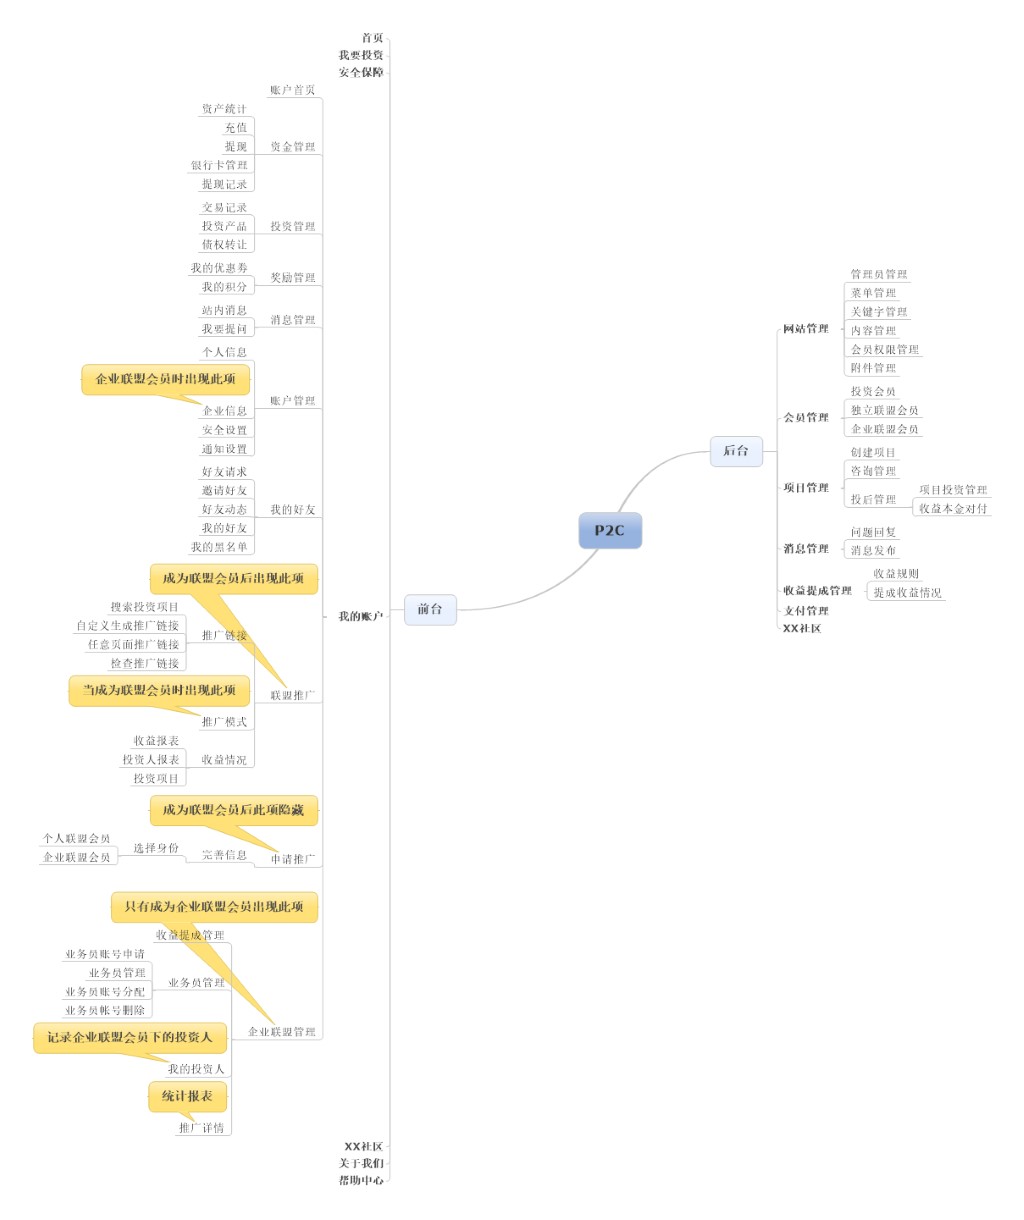 P2C
前台
首页
我要投资
安全保障
我的账户
账户首页
资金管理
资产统计
充值
提现
银行卡管理
提现记录
投资管理
交易记录
投资产品
债权转让
奖励管理
我的优惠券
我的积分
消息管理
站内消息
我要提问
账户管理
个人信息
企业联盟会员时出现此项
企业信息
安全设置
通知设置
我的好友
好友请求
邀请好友
好友动态
我的好友
我的黑名单
成为联盟会员后出现此项
联盟推广
推广链接
搜索投资项目
自定义生成推广链接
任意页面推广链接
检查推广链接
当成为联盟会员时出现此项
推广模式
收益情况
收益报表
投资人报表
投资项目
成为联盟会员后此项隐藏
申请推广
完善信息
选择身份
个人联盟会员
企业联盟会员
只有成为企业联盟会员出现此项
企业联盟管理
收益提成管理
业务员管理
业务员账号申请
业务员管理
业务员账号分配
业务员帐号删除
记录企业联盟会员下的投资人
我的投资人
统计报表
推广详情
XX社区
关于我们
帮助中心
后台
网站管理
管理员管理
菜单管理
关键字管理
内容管理
会员权限管理
附件管理
会员管理
投资会员
独立联盟会员
企业联盟会员
项目管理
创建项目
咨询管理
投后管理
项目投资管理
收益本金对付
消息管理
问题回复
消息发布
收益提成管理
收益规则
提成收益情况
支付管理
XX社区